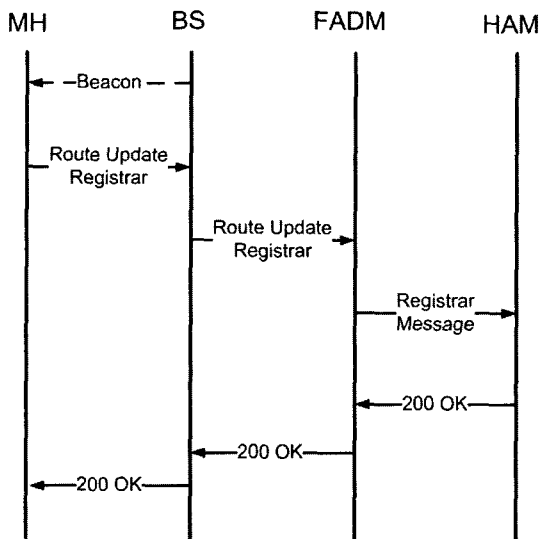 MH BS FADM HAM
Beacon
Route Update
Registrar
Route Update
Registrar
Registrar
Message
200 OK
200 OK
200 OK